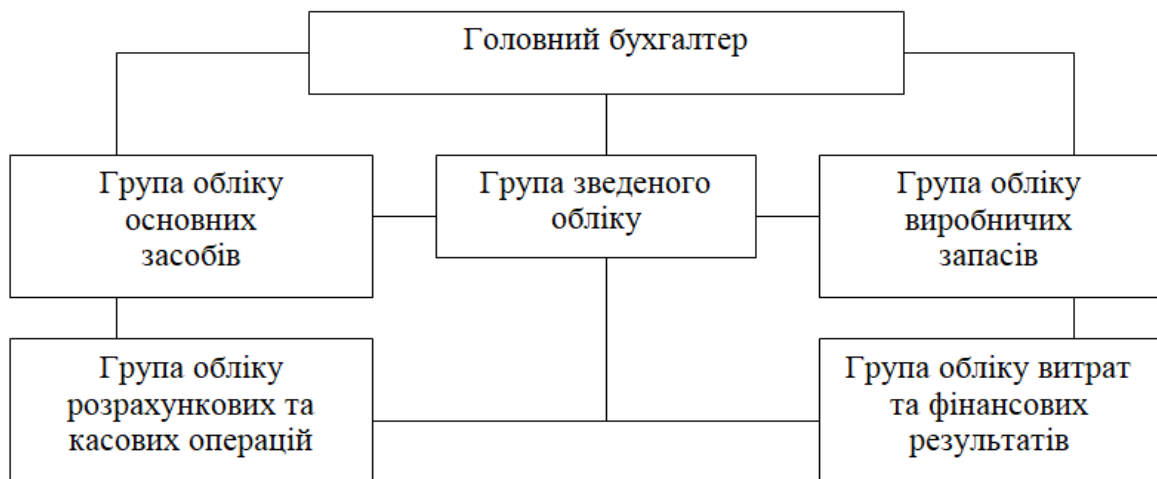 Головний бухгалтер
Група обліку
основних
засобів
Група зведеного
обліку
Група обліку
виробничих
запасів
Група обліку
розрахункових та
касових операцій
Група обліку витрат
та фінансових
результатів